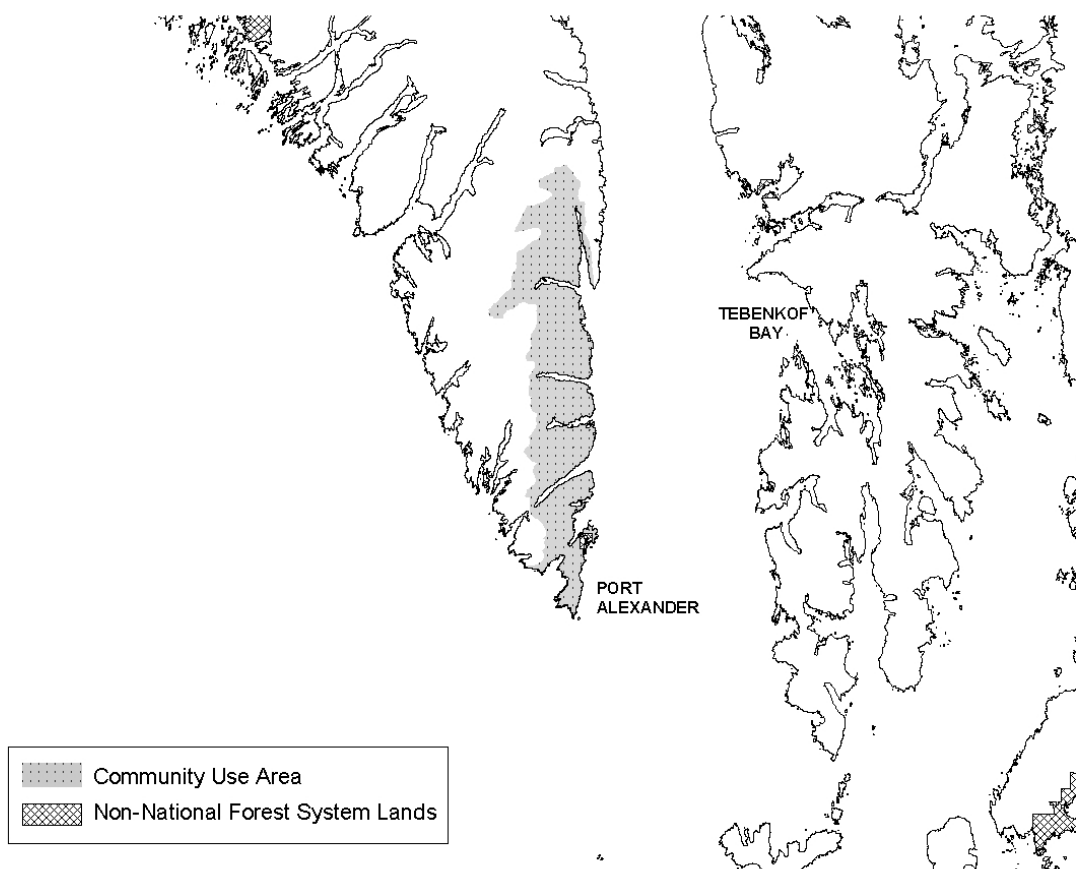 TEBENKOF
BAY
PORT
ALEXANDER
Community Use Area
Non-National Forest System Lands